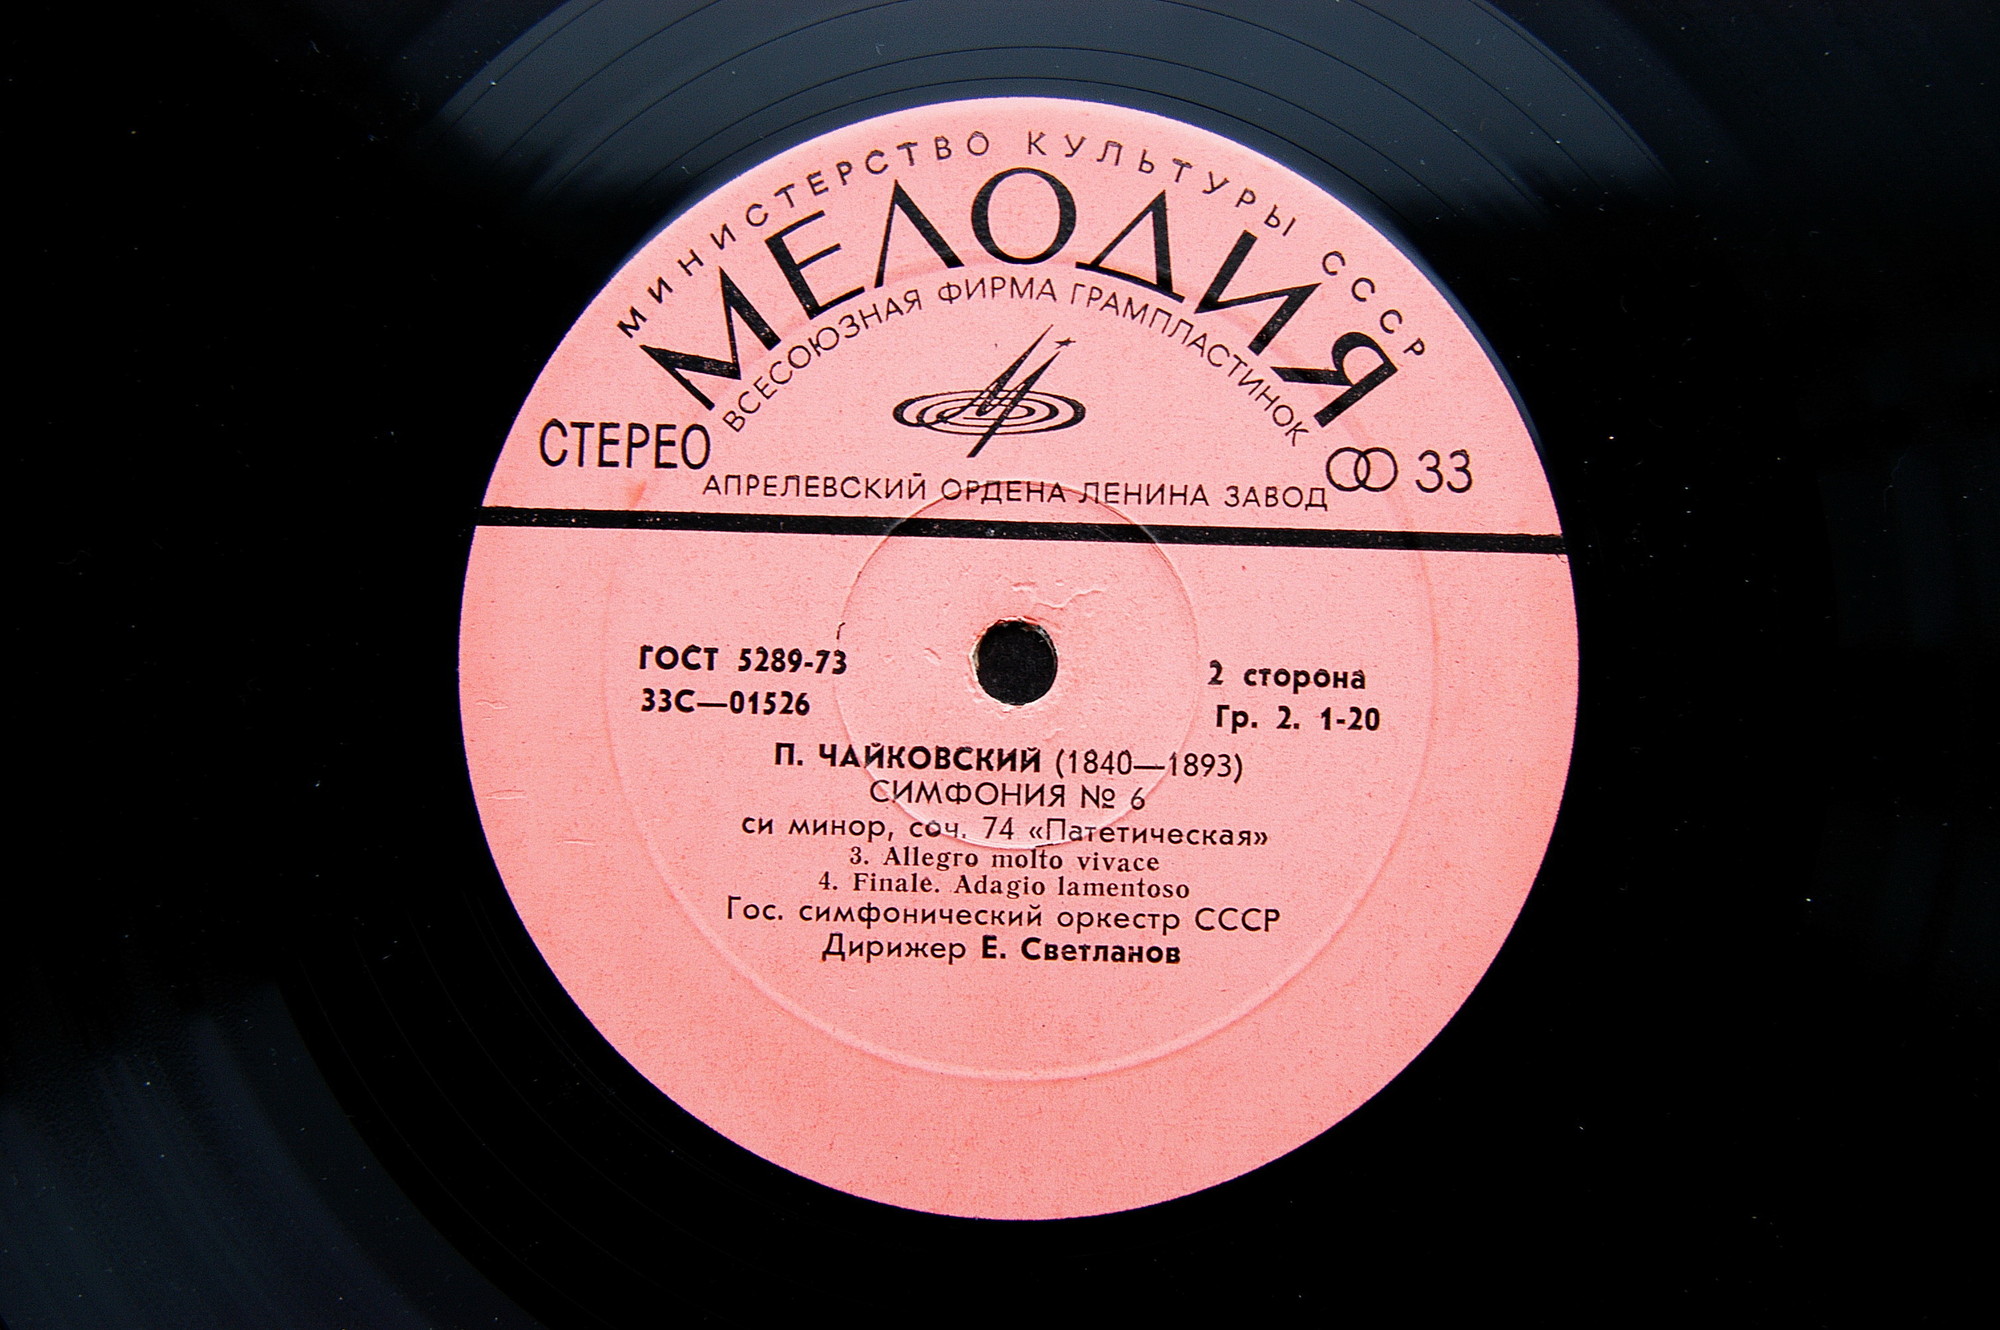 МИНИСТЕРСТВО КУЛЬТУРЫ СССР
МЕЛОДИЯ
ВСЕСОЮЗНАЯ ФИРМА ГРАМПЛАСТИНОК
СТЕРЕО
33
АПРЕЛЕВСКИЙ ОРДЕНА ЛЕНИНА ЗАВОД
ГОСТ 5289-73
33С—01526
2 сторона
Гр. 2. 1-20
П. ЧАЙКОВСКИЙ (1840—1893)
СИМФОНИЯ № 6
си минор, соч. 74 «Патетическая»
3. Allegro molto vivace
4. Finale. Adagio lamentoso
Гос. симфонический оркестр СССР
Дирижер Е. Светланов